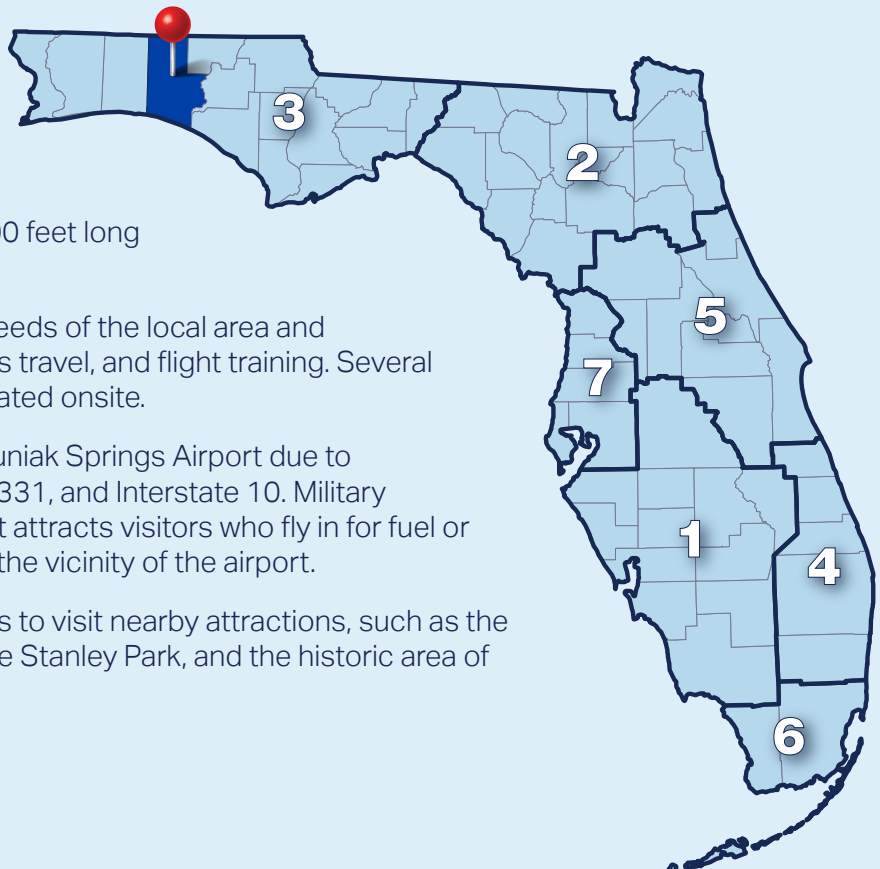 3
2
00 feet long
eeds of the local area and
s travel, and flight training. Several
ated onsite.
uniak Springs Airport due to
331, and Interstate 10. Military
t attracts visitors who fly in for fuel or
the vicinity of the airport.
s to visit nearby attractions, such as the
e Stanley Park, and the historic area of
5
7
1
4
6